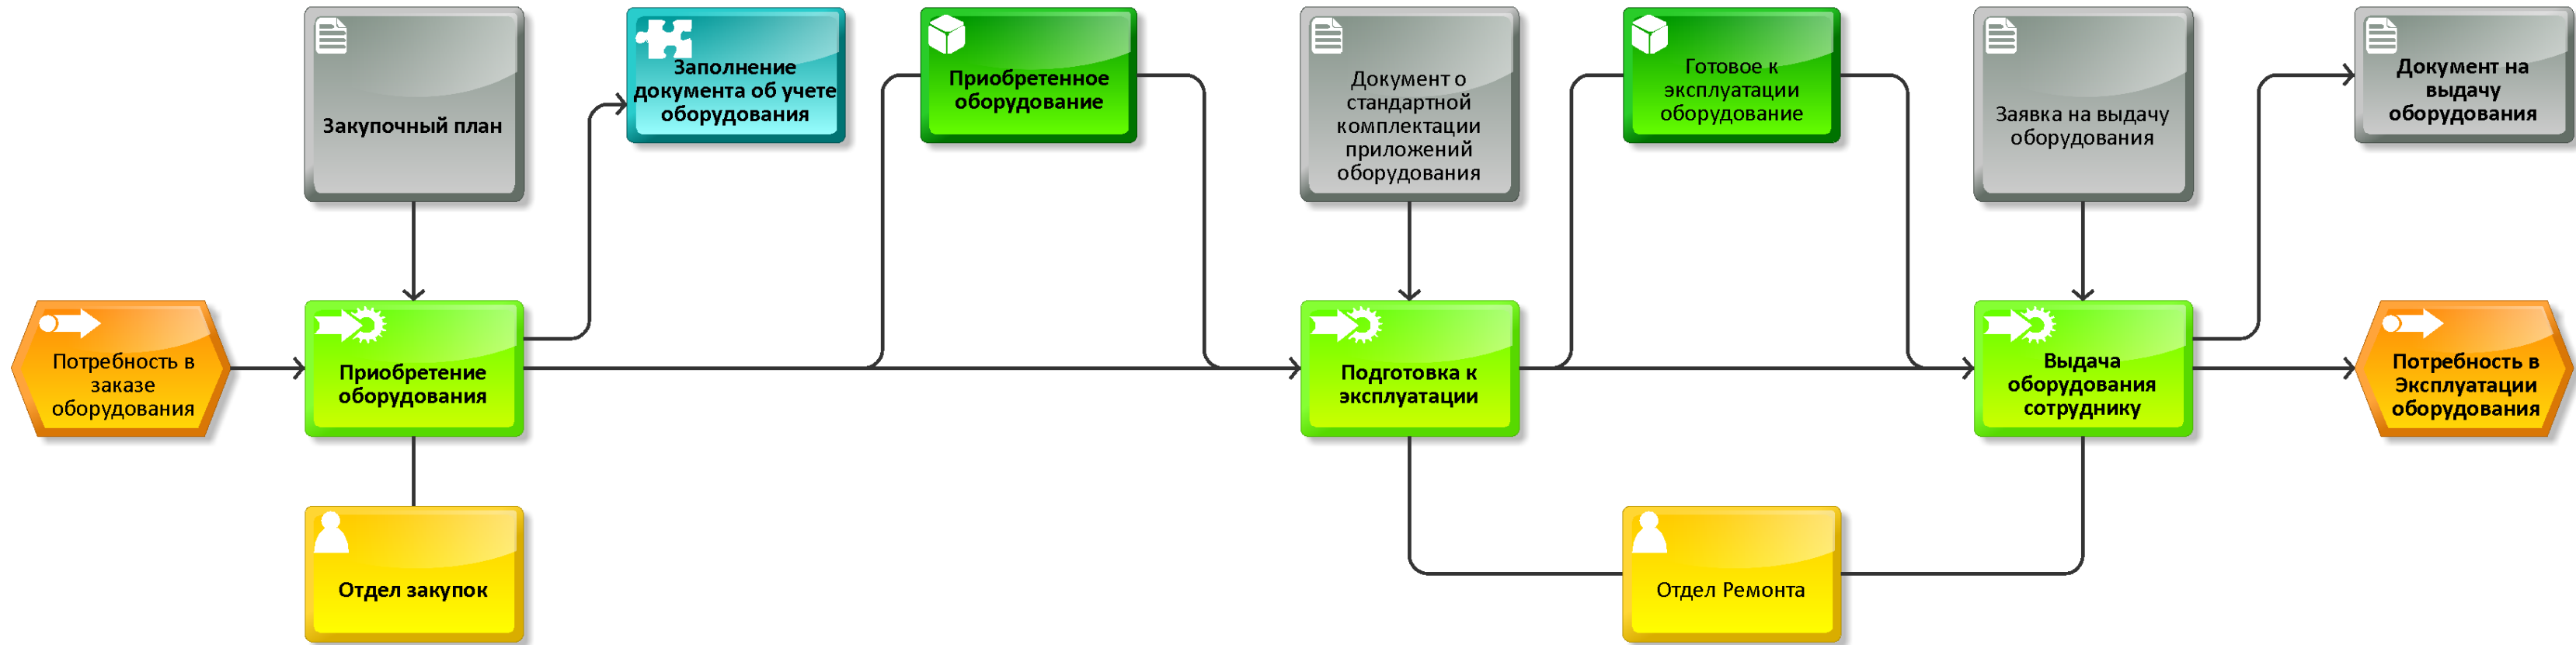 Закупочный план
Заполнение
документа об учете
оборудования
Приобретенное
оборудование
Документ о
стандартной
комплектации
приложений
оборудования
Готовое к
эксплуатации
оборудование
Заявка на выдачу
оборудования
Документ на
выдачу
оборудования
Потребность в
заказе
оборудования
Приобретение
оборудования
Подготовка к
эксплуатации
Выдача
оборудования
сотруднику
Потребность в
Эксплуатации
оборудования
Отдел закупок
Отдел Ремонта